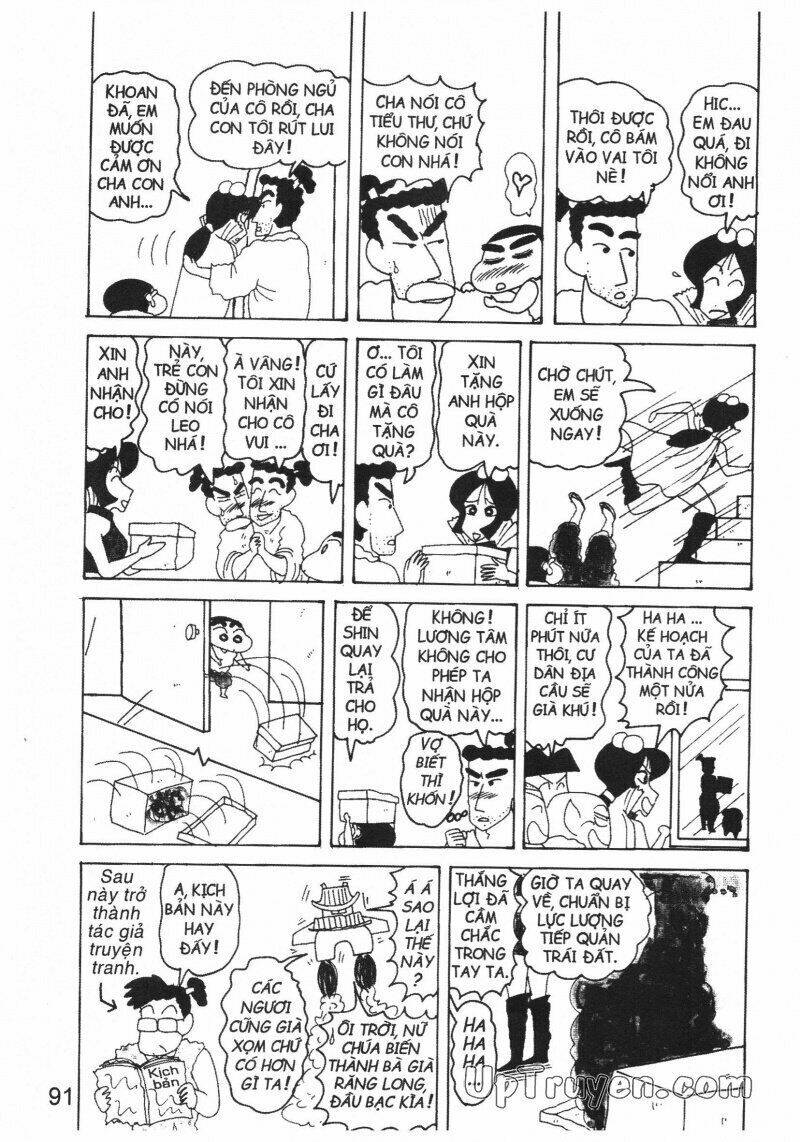 HIC...
EM ĐAU
QUÁ, ĐI
KHÔNG
NỔI ANH
ƠI!
THÔI ĐƯỢC
RỒI, CÔ BÁM
VÀO VAI TÔI
NÈ!
CHA NÓI CÔ
TIỂU THƯ, CHỨ
KHÔNG NÓI
CON NHÁ!
ĐẾN PHÒNG NGỦ
CỦA CÔ RỒI, CHA
CON TÔI RÚT LUI
ĐÂY!
KHOAN
ĐÃ, EM
MUỐN
ĐƯỢC
CẢM ƠN
CHA CON
ANH...
CHỜ CHÚT,
EM SẼ
XUỐNG
NGAY!
XIN
TẶNG
ANH HỘP
QUÀ NÀY.
Ơ... TÔI
CÓ LÀM
GÌ ĐÂU
MÀ CÔ
TẶNG QUÀ?
CỨ
LẤY ĐI
CHA
ƠI!
À VÂNG!
TÔI XIN
NHẬN
CHO CÔ
VUI ...
NÀY,
TRẺ CON
ĐỪNG
CÓ NÓI
LEO
NHÁ!
XIN
ANH
NHẬN
CHO!
HA HA ...
KẾ HOẠCH
CỦA TA ĐÃ
THÀNH CÔNG
MỘT NỬA
RỒI!
CHỈ ÍT
PHÚT NỮA
THÔI, CƯ
DÂN ĐỊA
CẦU SẼ
GIÀ KHÚ!
KHÔNG!
LƯƠNG TÂM
KHÔNG CHO
PHÉP TA
NHẬN HỘP
QUÀ NÀY...
VỢ
BIẾT
THÌ
KHỐN!
ĐỂ
SHIN
QUAY
LẠI
TRẢ
CHO
HỌ.
GIỜ TA QUAY
VỀ, CHUẨN BỊ
LỰC LƯỢNG
TIẾP QUẢN
TRÁI ĐẤT.
THẮNG
LỢI ĐÃ
CẦM
CHẮC
TRONG
TAY TA.
HA
HA
HA...
Á Á
SAO
LẠI
THẾ
NÀY
?
ÔI TRỜI, NỮ
CHÚA BIẾN
THÀNH BÀ GIÀ
RĂNG LONG,
ĐẦU BẠC KÌA!
CÁC
NGƯƠI
CŨNG GIÀ
XỌM CHỨ
CÓ HƠN
GÌ TA!
A, KỊCH
BẢN NÀY
HAY
ĐẤY!
Sau
này trở
thành
tác giả
truyện
tranh.
Kịch
bản
91
UpTruyen.com